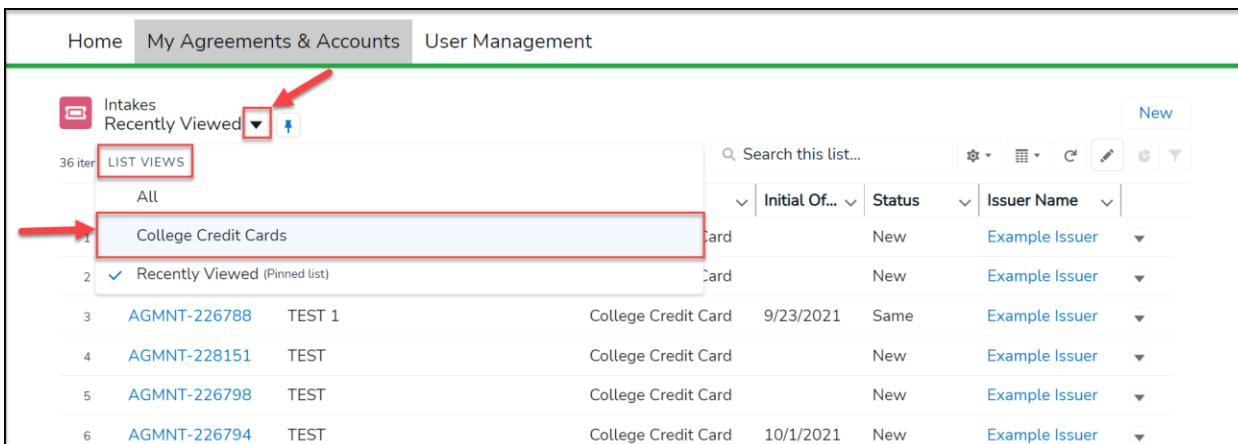 Home My Agreements & Accounts User Management
Intakes
Recently Viewed
New
36 iter
LIST VIEWS
Search this list...
All
Initial Of... Status Issuer Name
College Credit Cards
1 Card New Example Issuer
2 Recently Viewed (Pinned list) Card New Example Issuer
3 AGMNT-226788 TEST 1 College Credit Card 9/23/2021 Same Example Issuer
4 AGMNT-228151 TEST College Credit Card New Example Issuer
5 AGMNT-226798 TEST College Credit Card New Example Issuer
6 AGMNT-226794 TEST College Credit Card 10/1/2021 New Example Issuer